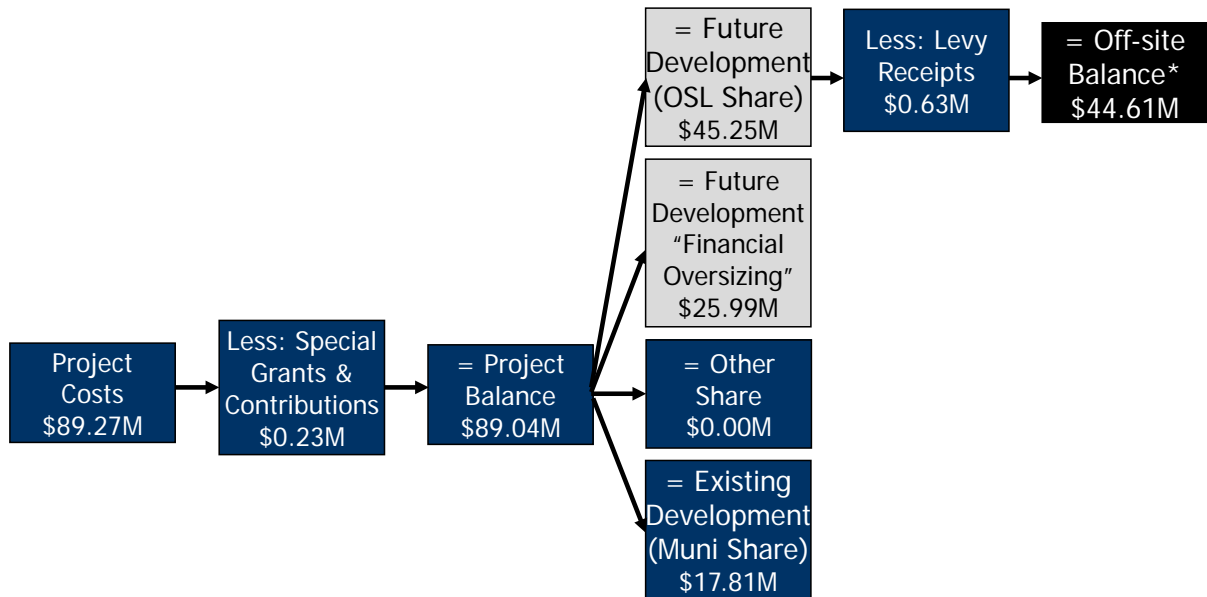 Project
Costs
$89.27M
Less: Special
Grants &
Contributions
$0.23M
= Project
Balance
$89.04M
= Future
Development
(OSL Share)
$45.25M
Less: Levy
Receipts
$0.63M
= Off-site
Balance*
$44.61M
= Future
Development
“Financial
Oversizing”
$25.99M
= Other
Share
$0.00M
= Existing
Development
(Muni Share)
$17.81M